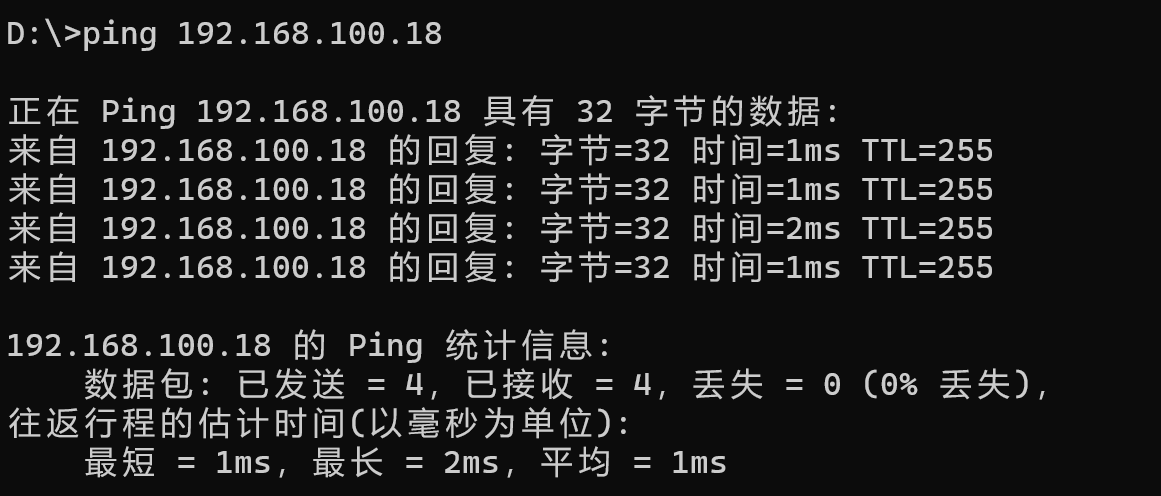 D:\>ping 192.168.100.18
正在 Ping 192.168.100.18 具有 32 字节的数据:
来自 192.168.100.18 的回复: 字节=32 时间=1ms TTL=255
来自 192.168.100.18 的回复: 字节=32 时间=1ms TTL=255
来自 192.168.100.18 的回复: 字节=32 时间=2ms TTL=255
来自 192.168.100.18 的回复: 字节=32 时间=1ms TTL=255
192.168.100.18 的 Ping 统计信息:
    数据包: 已发送 = 4, 已接收 = 4, 丢失 = 0 (0% 丢失),
往返行程的估计时间(以毫秒为单位):
    最短 = 1ms, 最长 = 2ms, 平均 = 1ms